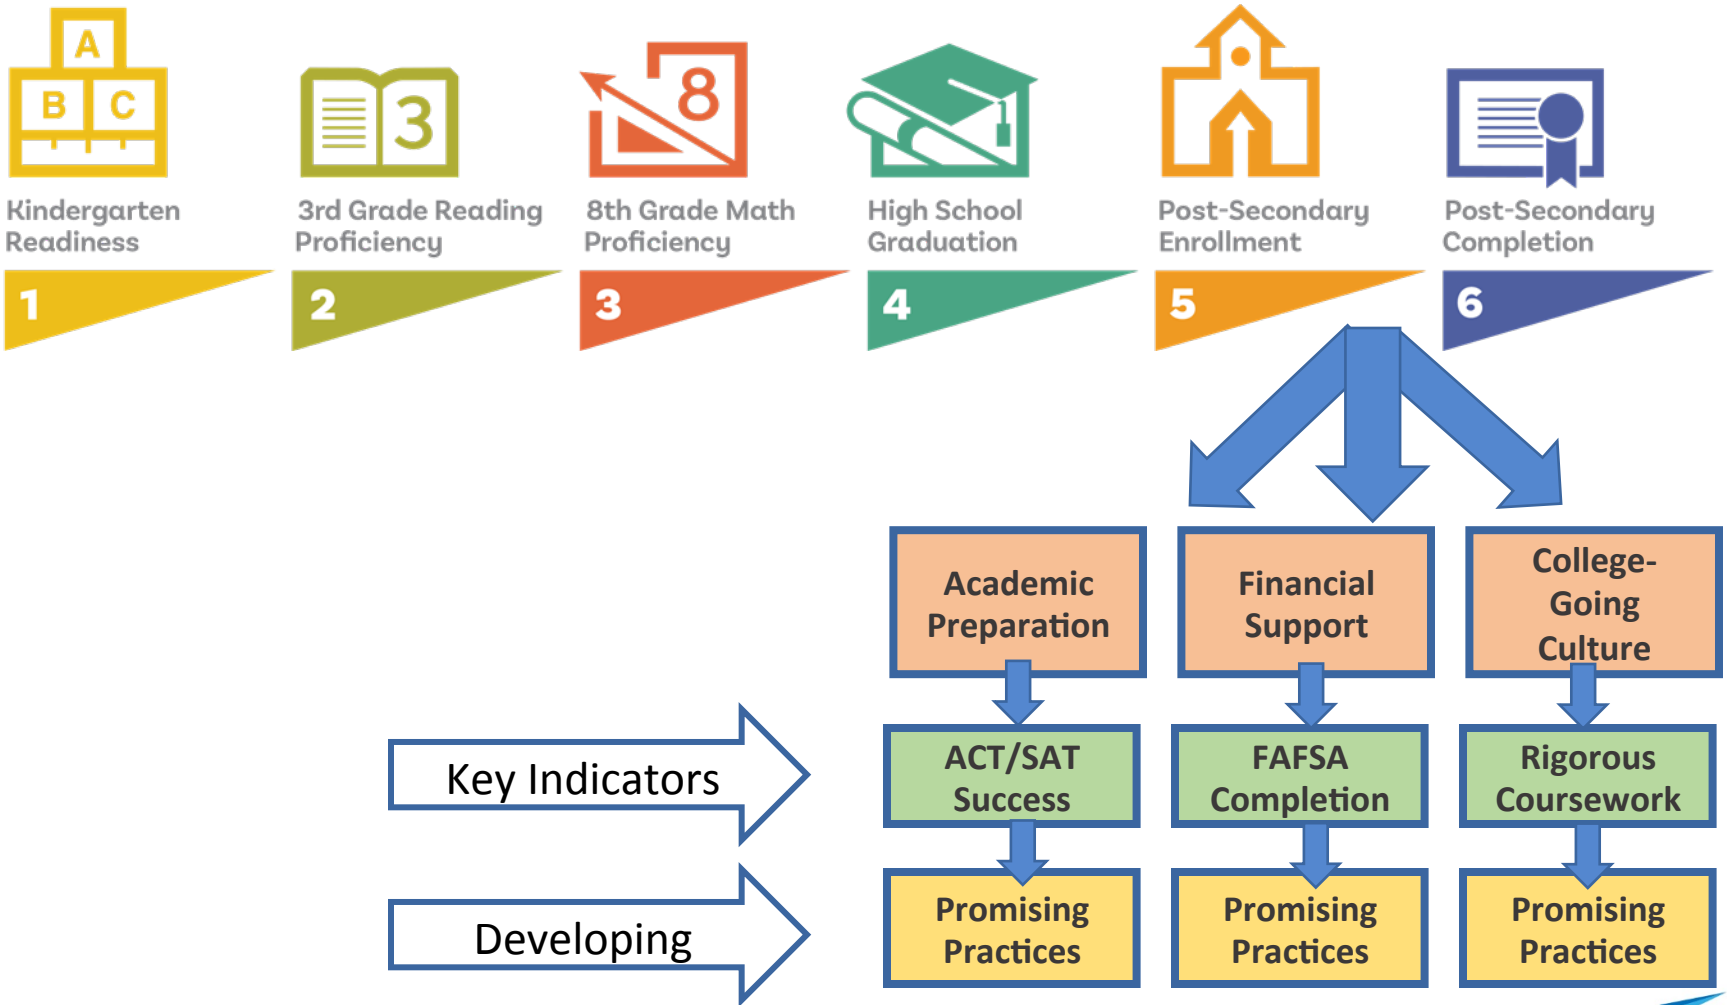 A
B C
3
8
Kindergarten
Readiness
3rd Grade Reading
Proficiency
8th Grade Math
Proficiency
High School
Graduation
Post-Secondary
Enrollment
Post-Secondary
Completion
1
2
3
4
5
6
Academic
Preparation
Financial
Support
College-
Going
Culture
Key Indicators
ACT/SAT
Success
FAFSA
Completion
Rigorous
Coursework
Developing
Promising
Practices
Promising
Practices
Promising
Practices